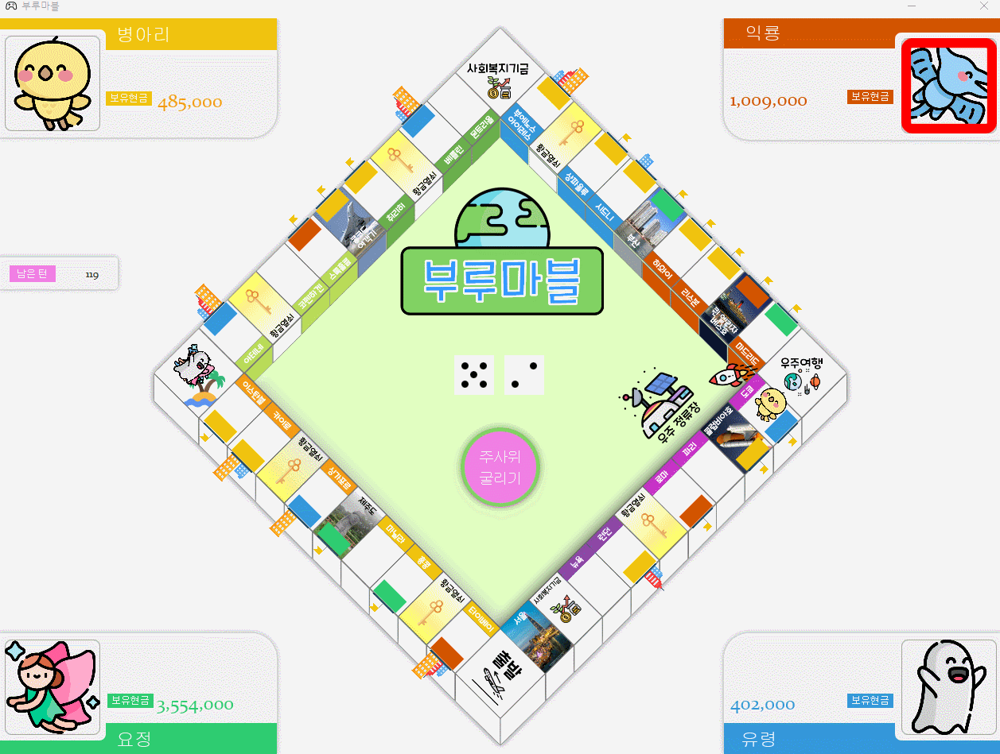 부루마블
병아리
보유현금 485,000
익룡
1,009,000 보유현금
남은 턴 119
사회복지기금
부에노스
아이레스
황금열쇠
상파울루
시드니
부산
하와이
리스본
퀸 엘리자
베스호
마드리드
우주여행
몬트리올
베를린
황금열쇠
취리히
콩코드
여객기
스톡홀름
코펜하겐
황금열쇠
아테네
부루마블
이스탄불
카이로
황금열쇠
싱가포르
제주도
마닐라
홍콩
황금열쇠
타이베이
출발
도쿄
콜럼비아호
파리
로마
황금열쇠
런던
뉴욕
사회복지기금
서울
우주 정류장
주사위
굴리기
보유현금 3,554,000
요정
402,000 보유현금
유령